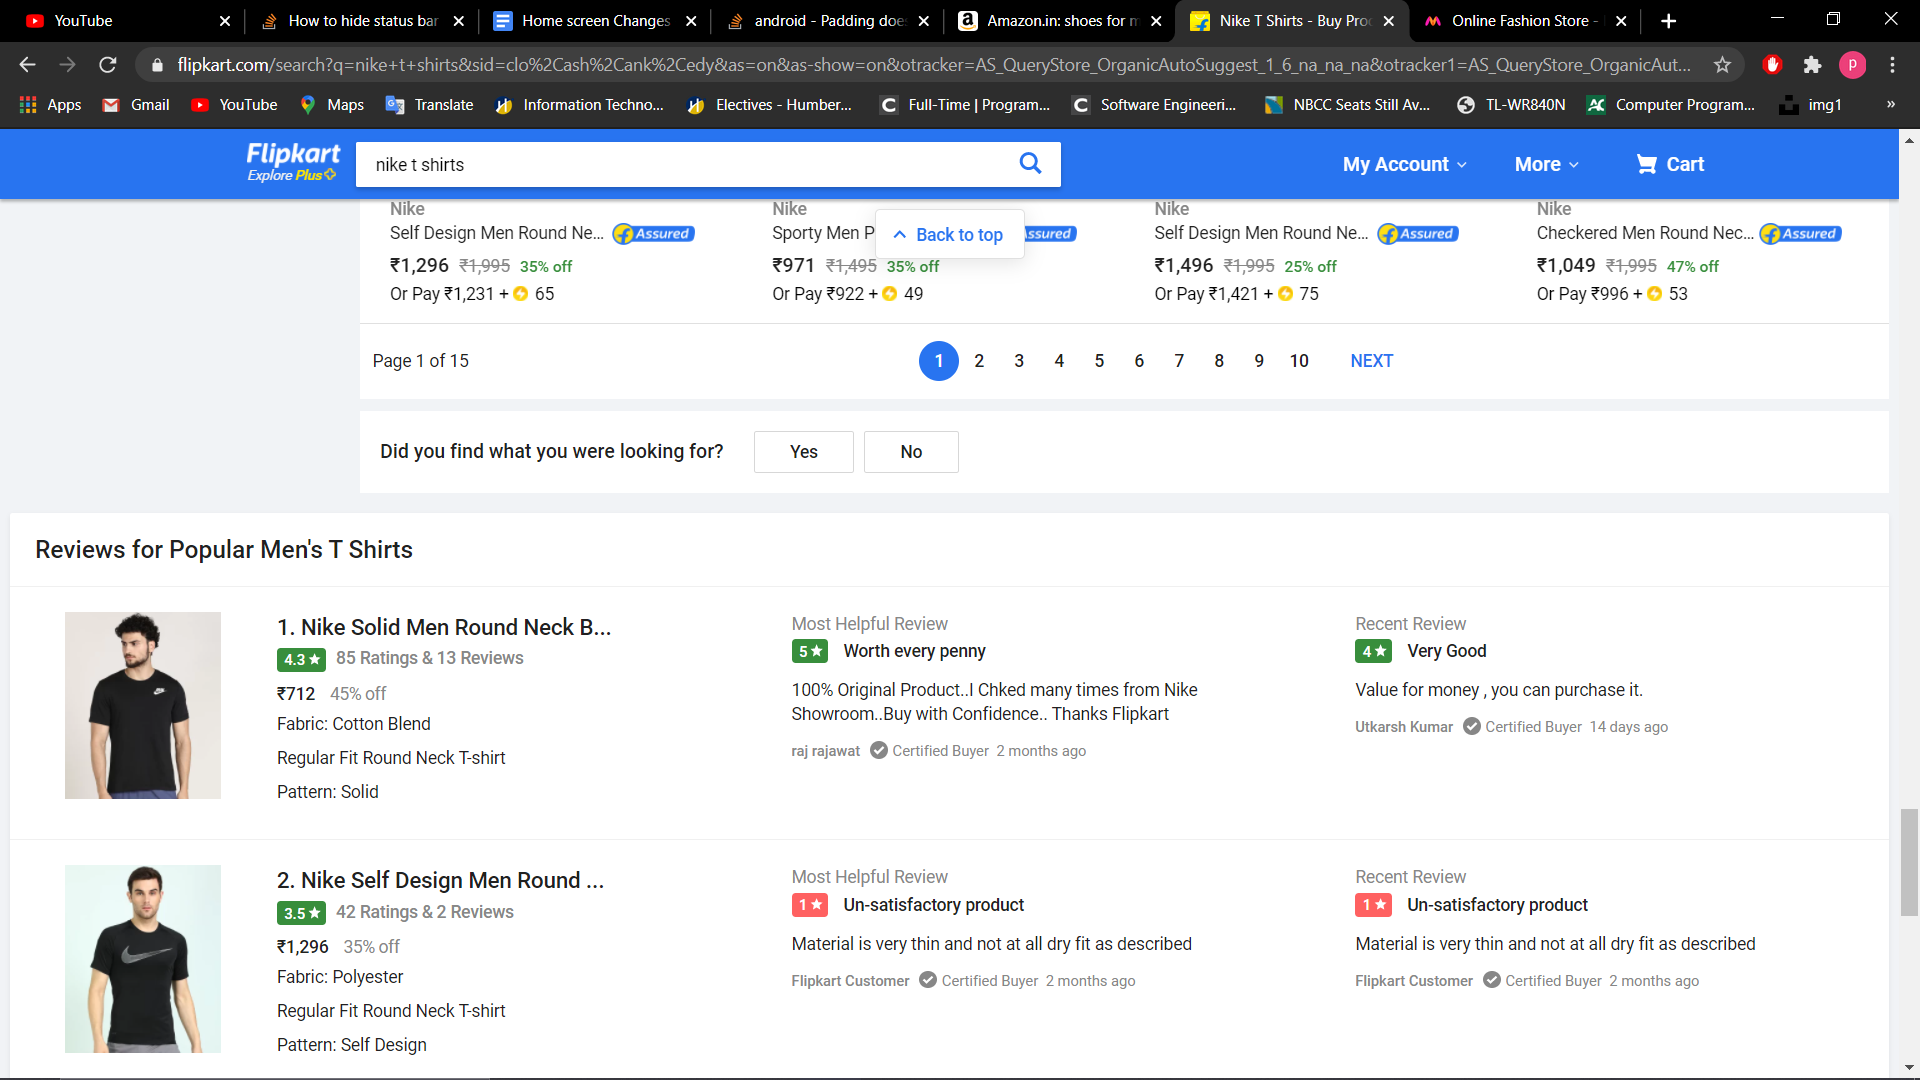 YouTube
How to hide status bar
Home screen Changes
android - Padding does
Amazon.in: shoes for m
Nike T Shirts - Buy Pro
Online Fashion Store -
flipkart.com/search?q=nike+t+shirts&sid=clo%2Cash%2Cank%2Cedy&as=on&as-show=on&otracker=AS_QueryStore_OrganicAutoSuggest_1_6_na_na_na&otracker1=AS_QueryStore_OrganicAut...
P
Apps
Gmail
YouTube
Maps
Translate
Information Techno...
Electives - Humber...
Full-Time | Program...
Software Engineeri...
NBCC Seats Still Av...
TL-WR840N
Computer Program...
img1
»
Flipkart
Explore Plus
nike t shirts
My Account
More
Cart
Nike
Self Design Men Round Ne... Assured
₹1,296 ₹1,995 35% off
Or Pay ₹1,231 + 65
Nike
Sporty Men P
ssured
₹971 ₹1,495 35% off
Or Pay ₹922 + 49
Back to top
Nike
Self Design Men Round Ne... Assured
₹1,496 ₹1,995 25% off
Or Pay ₹1,421 + 75
Nike
Checkered Men Round Nec... Assured
₹1,049 ₹1,995 47% off
Or Pay ₹996 + 53
Page 1 of 15
1 2 3 4 5 6 7 8 9 10 NEXT
Did you find what you were looking for? Yes No
Reviews for Popular Men's T Shirts
1. Nike Solid Men Round Neck B...
4.3★ 85 Ratings & 13 Reviews
₹712 45% off
Fabric: Cotton Blend
Regular Fit Round Neck T-shirt
Pattern: Solid
Most Helpful Review
5★ Worth every penny
100% Original Product..I Chked many times from Nike
Showroom..Buy with Confidence.. Thanks Flipkart
raj rajawat Certified Buyer 2 months ago
Recent Review
4★ Very Good
Value for money , you can purchase it.
Utkarsh Kumar Certified Buyer 14 days ago
2. Nike Self Design Men Round ...
3.5★ 42 Ratings & 2 Reviews
₹1,296 35% off
Fabric: Polyester
Regular Fit Round Neck T-shirt
Pattern: Self Design
Most Helpful Review
1★ Un-satisfactory product
Material is very thin and not at all dry fit as described
Flipkart Customer Certified Buyer 2 months ago
Recent Review
1★ Un-satisfactory product
Material is very thin and not at all dry fit as described
Flipkart Customer Certified Buyer 2 months ago